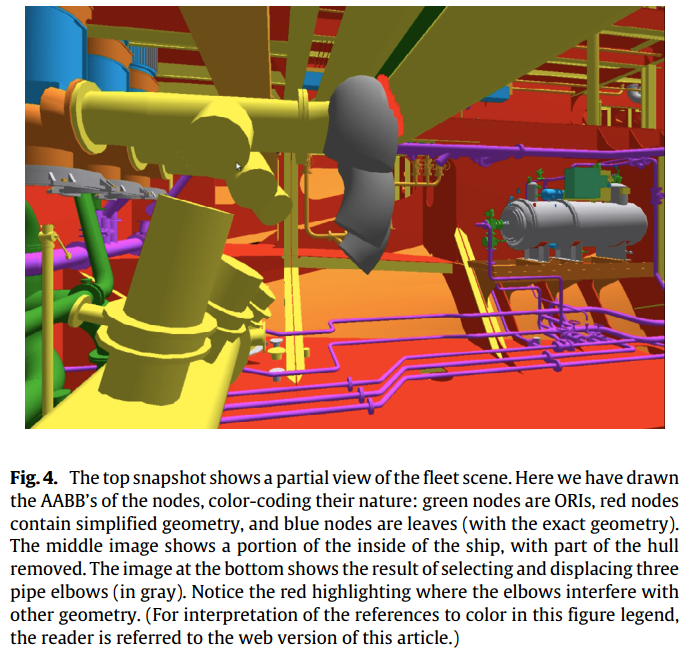 Fig. 4. The top snapshot shows a partial view of the fleet scene. Here we have drawn
the AABB's of the nodes, color-coding their nature: green nodes are ORIs, red nodes
contain simplified geometry, and blue nodes are leaves (with the exact geometry).
The middle image shows a portion of the inside of the ship, with part of the hull
removed. The image at the bottom shows the result of selecting and displacing three
pipe elbows (in gray). Notice the red highlighting where the elbows interfere with
other geometry. (For interpretation of the references to color in this figure legend,
the reader is referred to the web version of this article.)